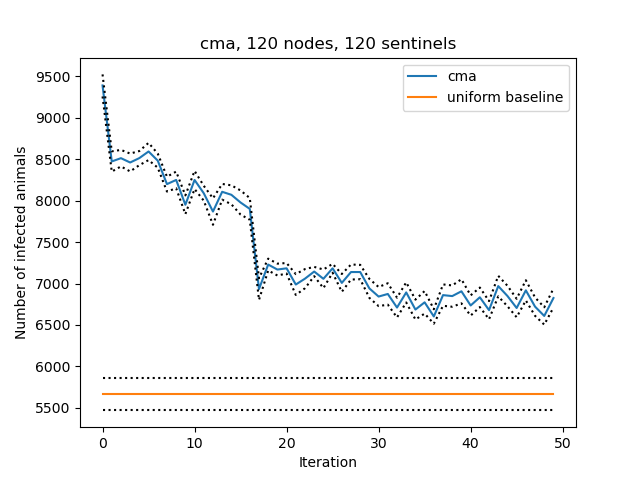 cma, 120 nodes, 120 sentinels
cma
uniform baseline
Number of infected animals
9500
9000
8500
8000
7500
7000
6500
6000
5500
0 10 20 30 40 50
Iteration